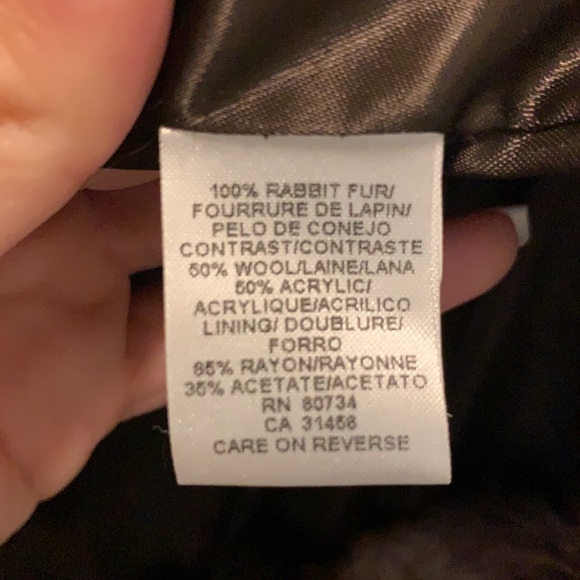 100% RABBIT FUR/
FOURRURE DE LAPIN/
PELO DE CONEJO
CONTRAST/CONTRASTE
50% WOOL/LAINE/LANA
50% ACRYLIC/
ACRYLIQUE/ACRILICO
LINING/ DOUBLURE/
FORRO
65% RAYON/RAYONNE
35% ACETATE/ACETATO
RN 80734
CA 31458
CARE ON REVERSE